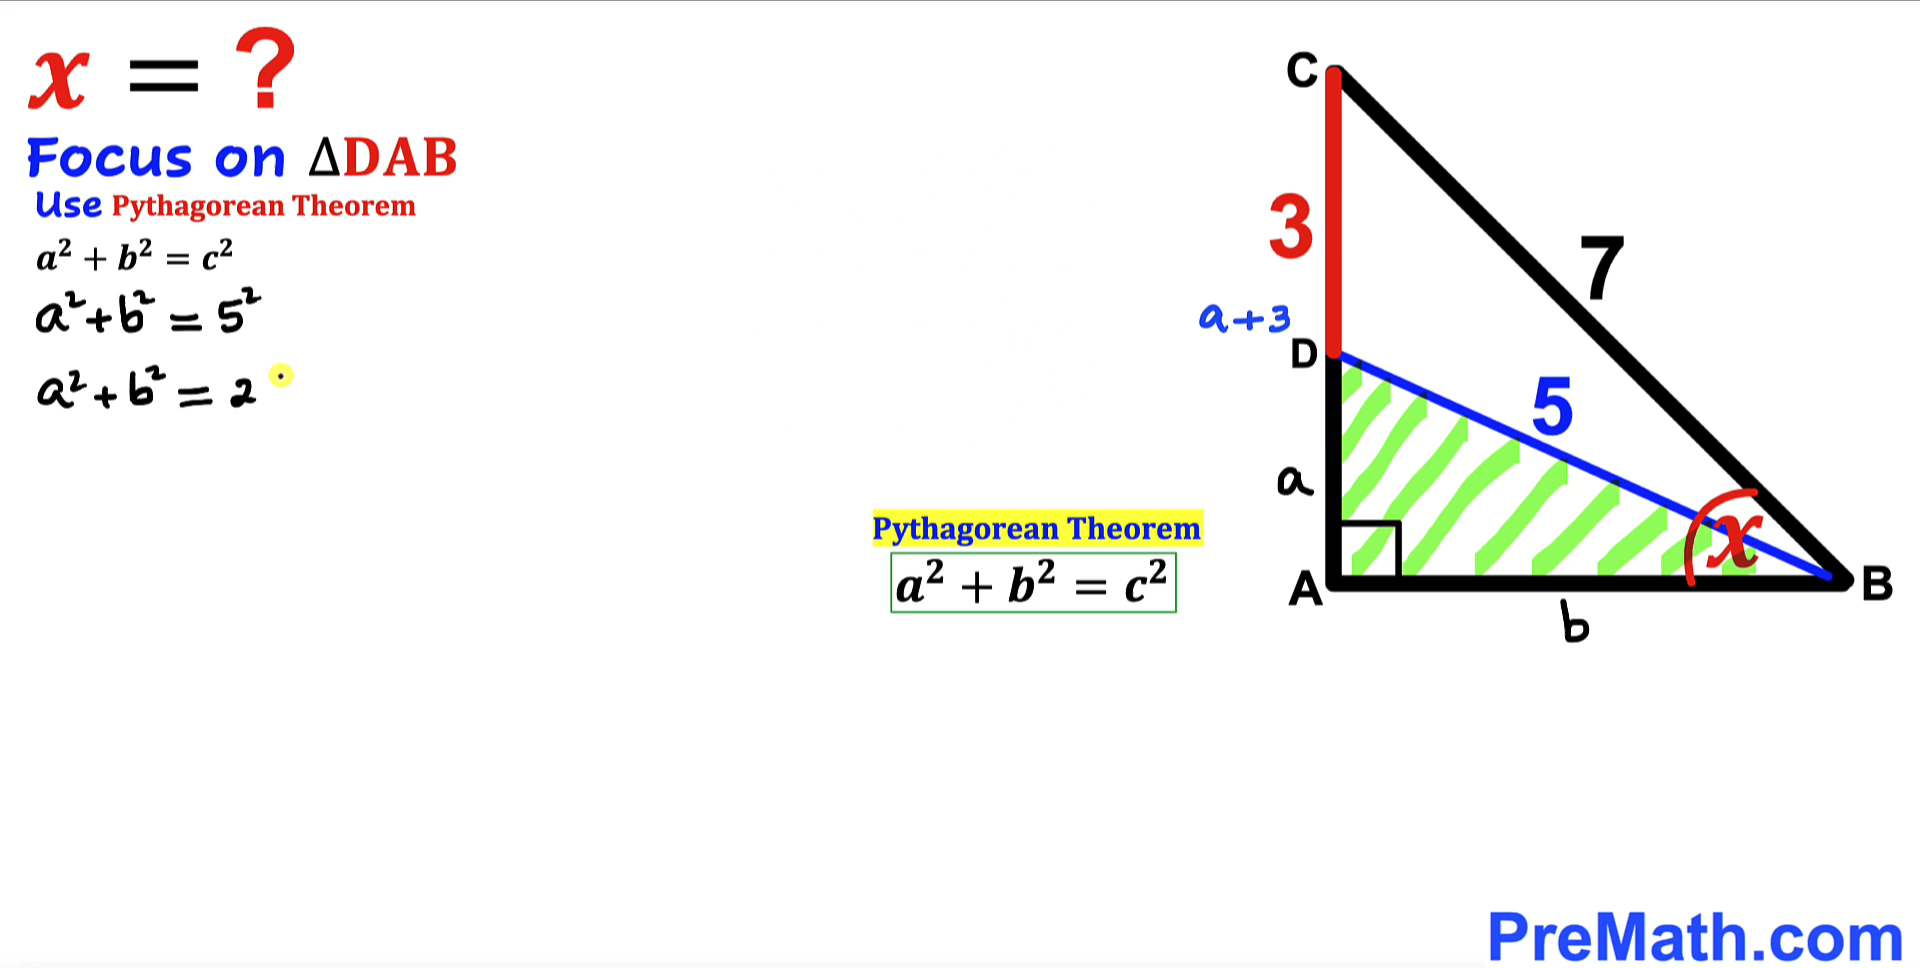 x = ?
Focus on ΔDAB
Use Pythagorean Theorem
a² + b² = c²
a² + b² = 5²
a² + b² = 2
C
3
7
a+3
D
5
a
x
Pythagorean Theorem
a² + b² = c²
A
B
b
PreMath.com